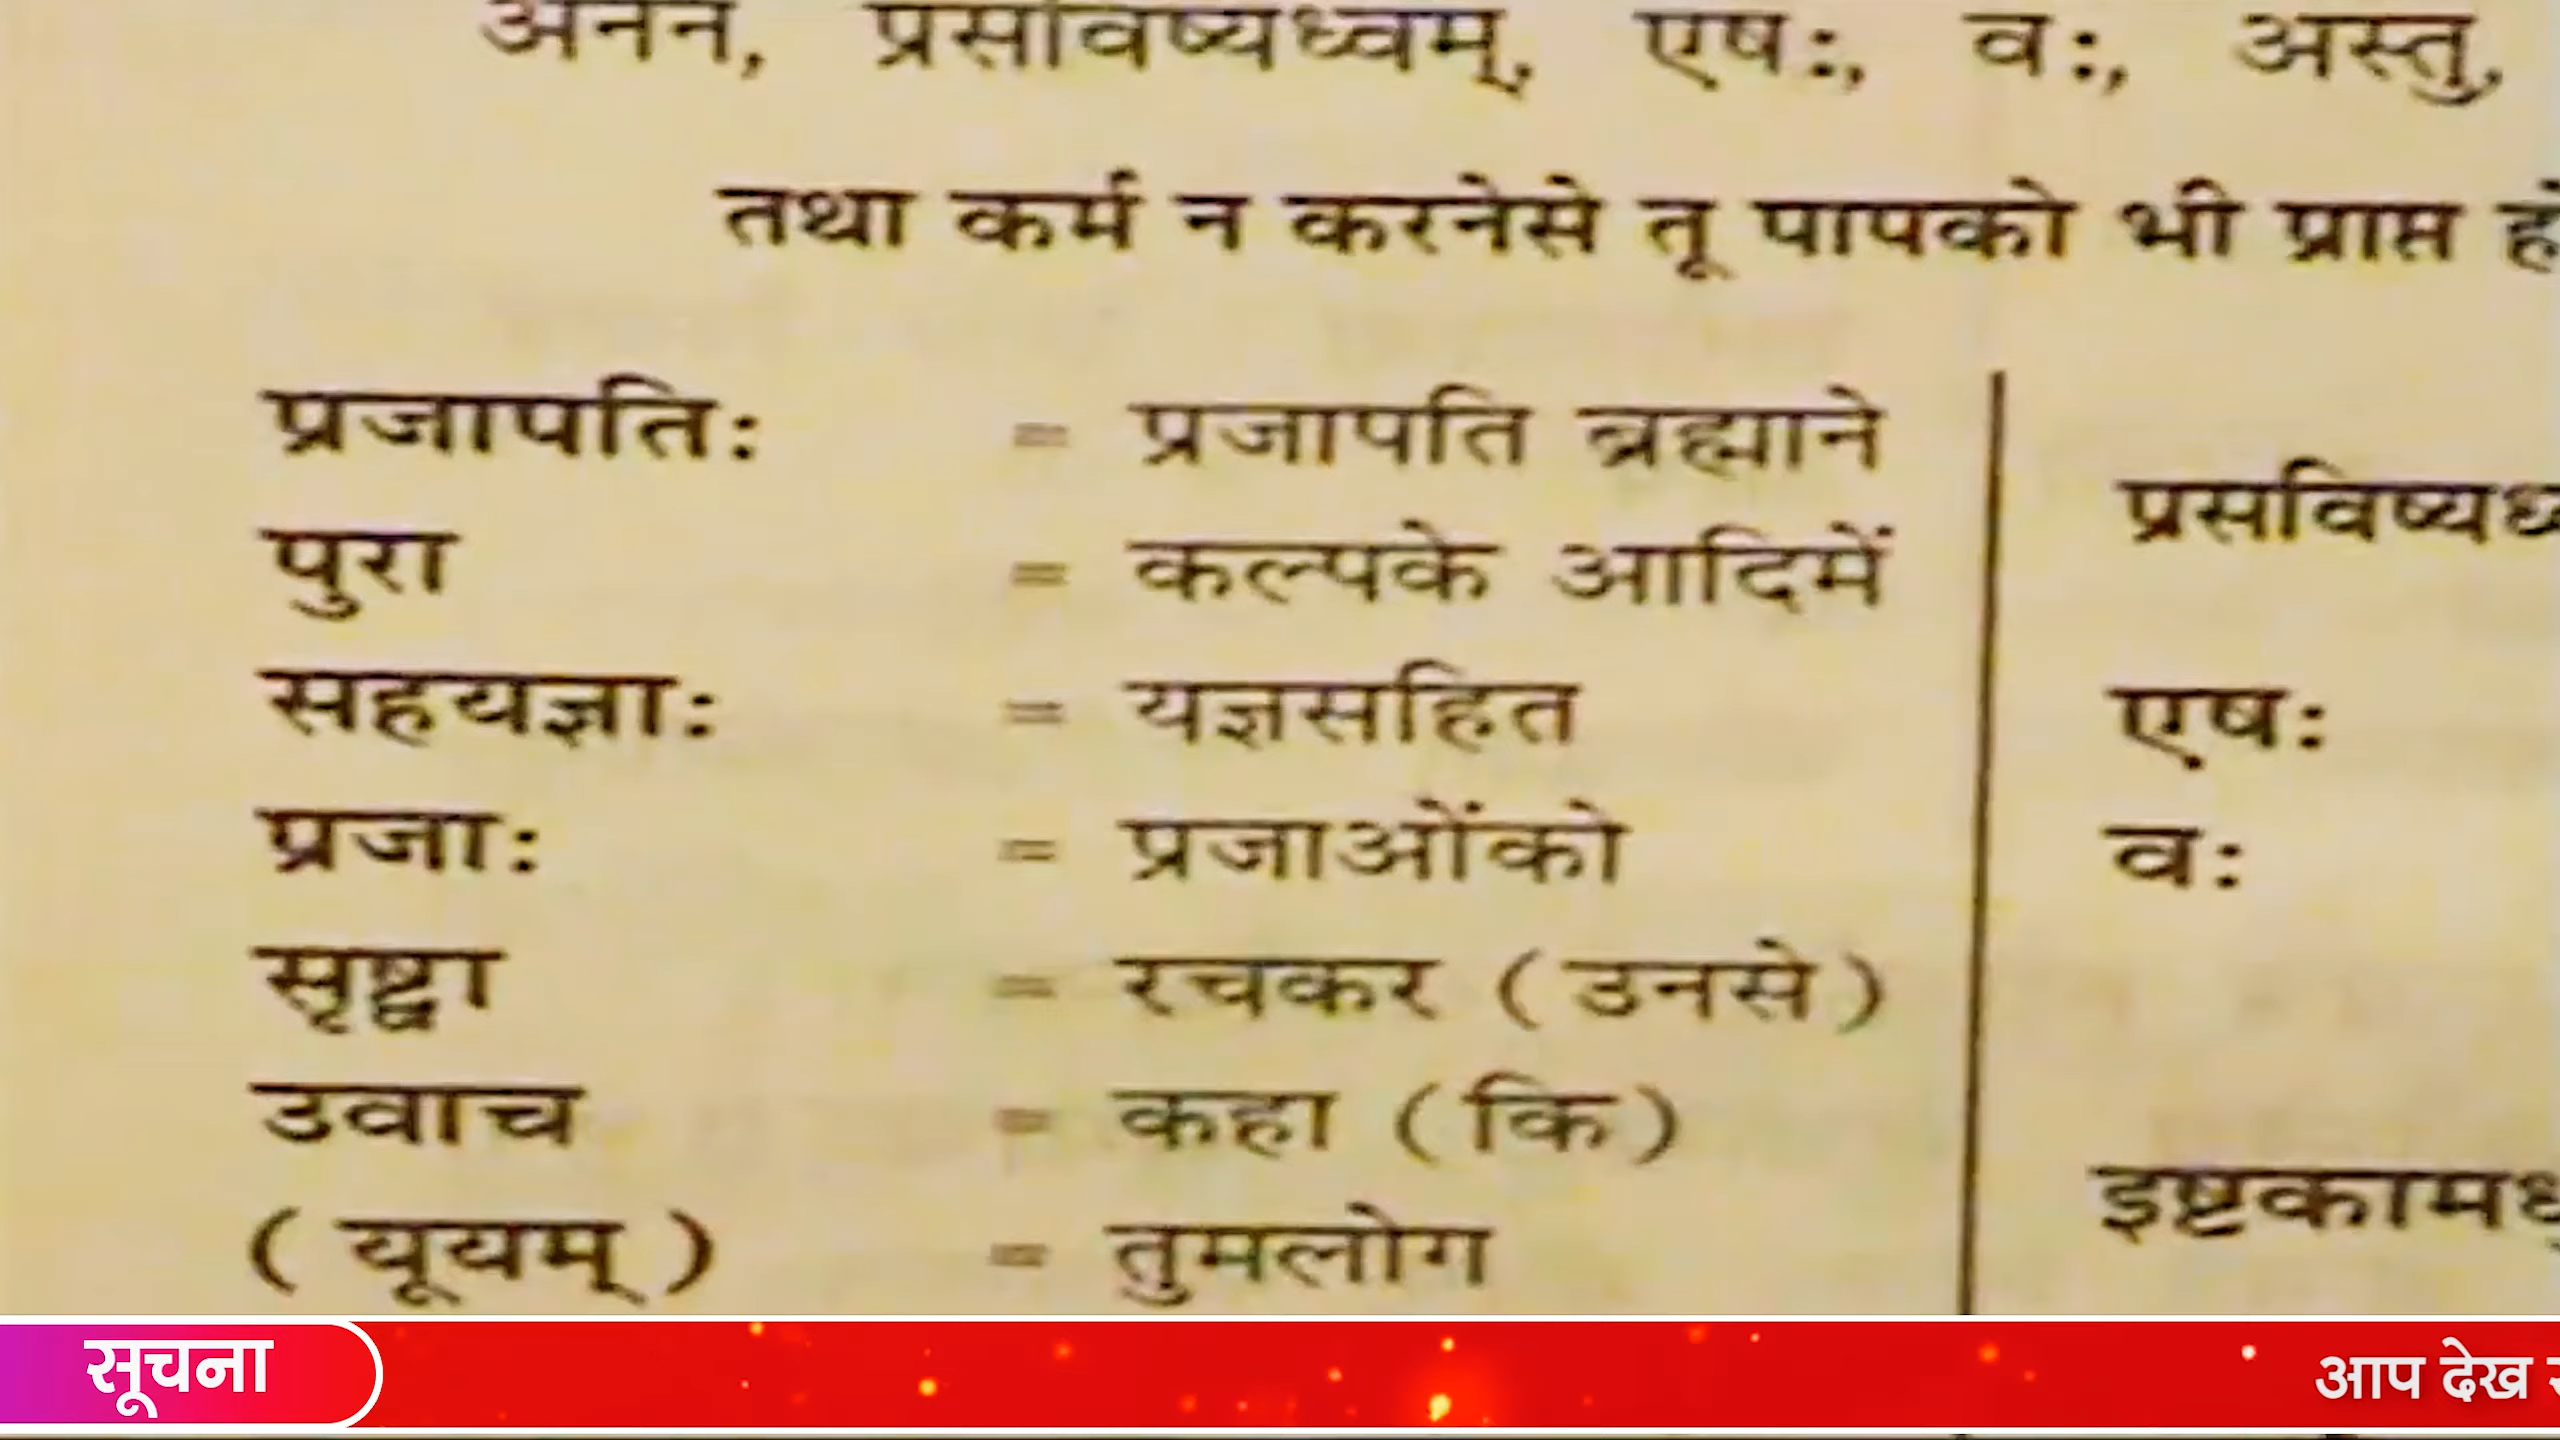 अनेन, प्रसविष्यध्वम्, एषः, वः, अस्तु,
तथा कर्म न करनेसे तू पापको भी प्राप्त
प्रजापतिः = प्रजापति ब्रह्माने
पुरा = कल्पके आदिमें
सहयज्ञाः = यज्ञसहित
प्रजाः = प्रजाओंको
सृष्ट्वा = रचकर (उनसे)
उवाच = कहा (कि)
(यूयम्) = तुमलोग
एषः
वः
सूचना
आप देख